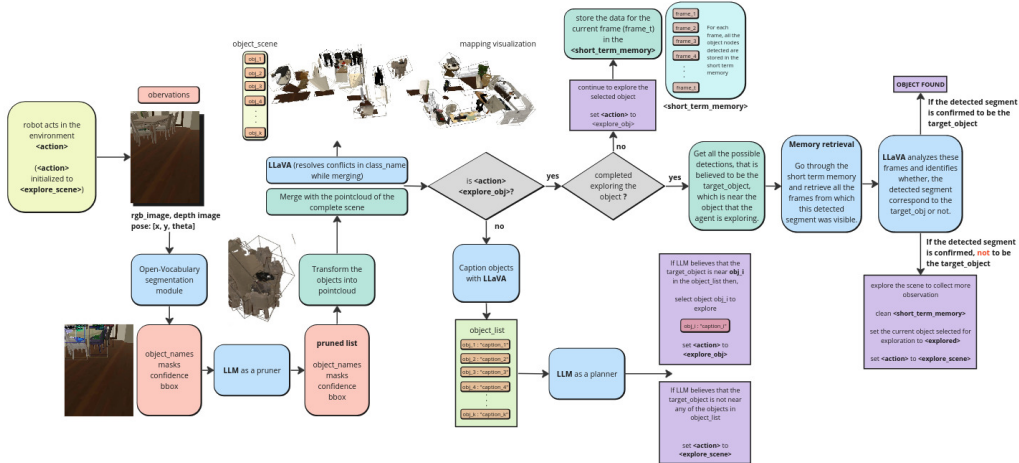 robot acts in the
environment
<action>
(<action>
initialized to
<explore_scene>)
obervations
rgb_image, depth image
pose: [x, y, theta]
Open-Vocabulary
segmentation
module
object_names
masks
confidence
bbox
LLM as a pruner
pruned list
object_names
masks
confidence
bbox
Transform the
objects into
pointcloud
Merge with the pointcloud of the
complete scene
LLaVA (resolves conflicts in class_name
while merging)
object_scene
obj_1
obj_2
obj_3
obj_4
.
.
.
obj_k
mapping visualization
is <action>
<explore_obj>?
yes
no
Caption objects
with LLaVA
object_list
obj_1 : "caption_1"
obj_2 : "caption_2"
obj_3 : "caption_3"
obj_4 : "caption_4"
.
.
.
obj_k : "caption_k"
LLM as a planner
If LLM believes that the
target_object is near obj_i
in the object_list then,
select object obj_i to
explore
obj_i : "caption_i"
set <action> to
<explore_obj>
If LLM believes that the
target_object is not near
any of the objects in
object_list
set <action> to
<explore_scene>
completed
exploring the
object ?
no
yes
continue to explore the
selected object
set <action> to
<explore_obj>
store the data for the
current frame (frame_t)
in the
<short_term_memory>
frame_1
frame_2
frame_3
frame_4
.
.
.
frame_t
For each
frame, all the
object nodes
detected are
stored in the
short term
memory
<short_term_memory>
Get all the possible
detections, that is
believed to be the
target_object,
which is near the
object that the
agent is exploring.
Memory retrieval
Go through the
short term memory
and retrieve all the
frames from which
this detected
segment was visible.
LLaVA analyzes these
frames and identifies
whether, the
detected segment
correspond to the
target_obj or not.
OBJECT FOUND
If the detected segment
is confirmed to be the
target_object
If the detected segment
is confirmed, not to be
the target_object
explore the scene to collect more
observation
clean <short_term_memory>
set the current object selected for
exploration to <explored>
set <action> to <explore_scene>